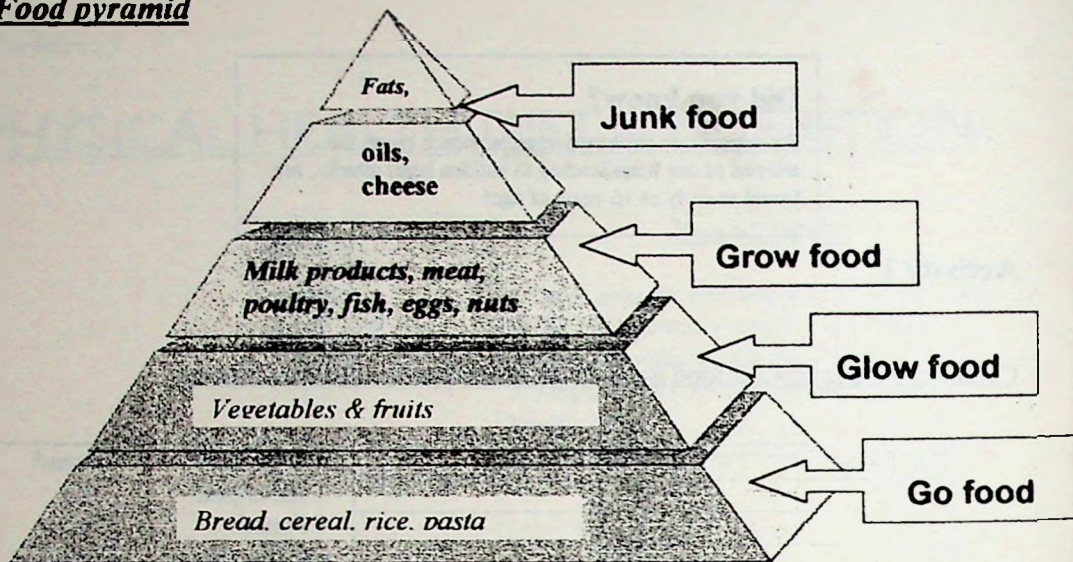 Food pyramid
Fats,
Junk food
oils,
cheese
Grow food
Milk products, meat,
poultry, fish, eggs, nuts
Glow food
Vegetables & fruits
Go food
Bread, cereal, rice, pasta